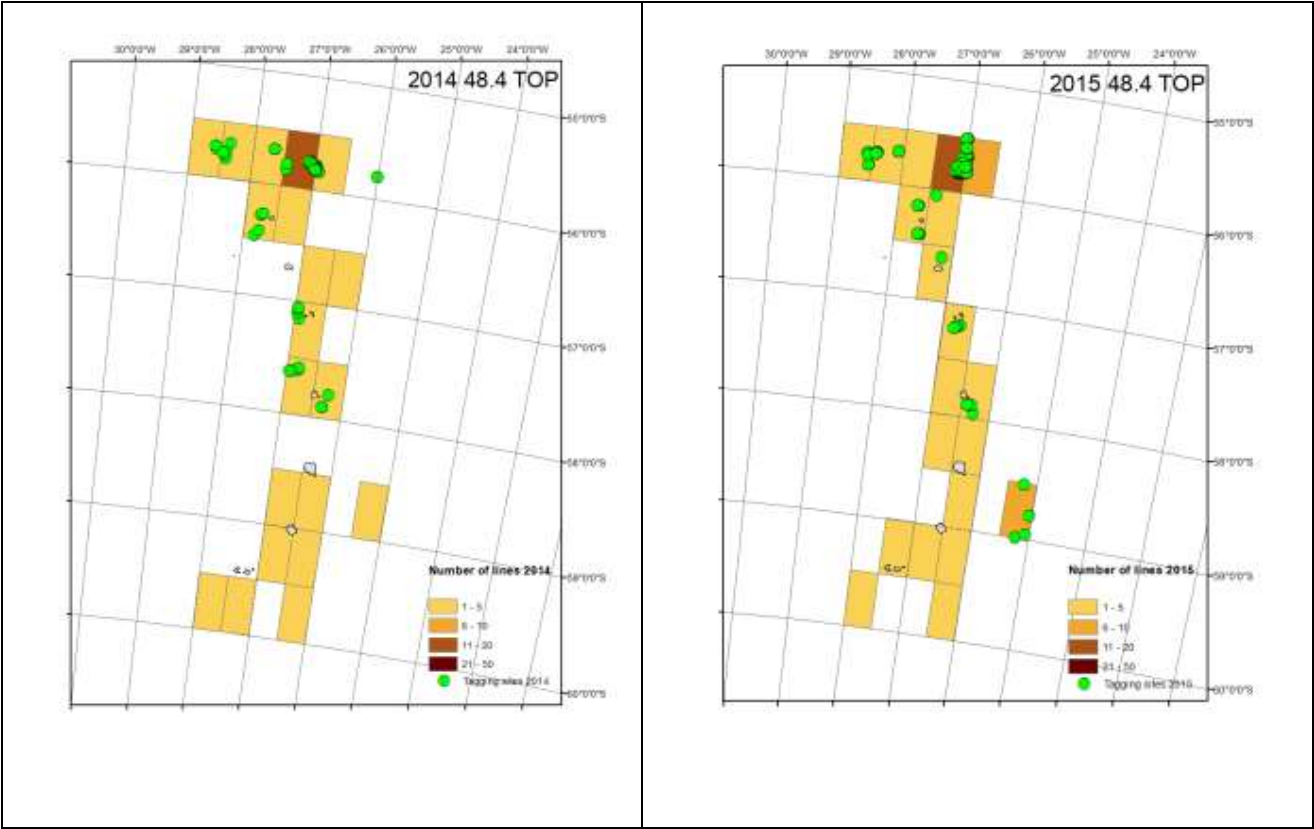 30°0'0"W 29°0'0"W 28°0'0"W 27°0'0"W 26°0'0"W 25°0'0"W 24°0'0"W
2014 48.4 TOP
55°0'0"S
56°0'0"S
57°0'0"S
58°0'0"S
59°0'0"S
60°0'0"S
Number of lines 2014
1 - 5
6 - 10
11 - 20
21 - 50
Tagging sites 2014
30°0'0"W 29°0'0"W 28°0'0"W 27°0'0"W 26°0'0"W 25°0'0"W 24°0'0"W
2015 48.4 TOP
55°0'0"S
56°0'0"S
57°0'0"S
58°0'0"S
59°0'0"S
60°0'0"S
Number of lines 2015
1 - 5
6 - 10
11 - 20
21 - 50
Tagging sites 2015